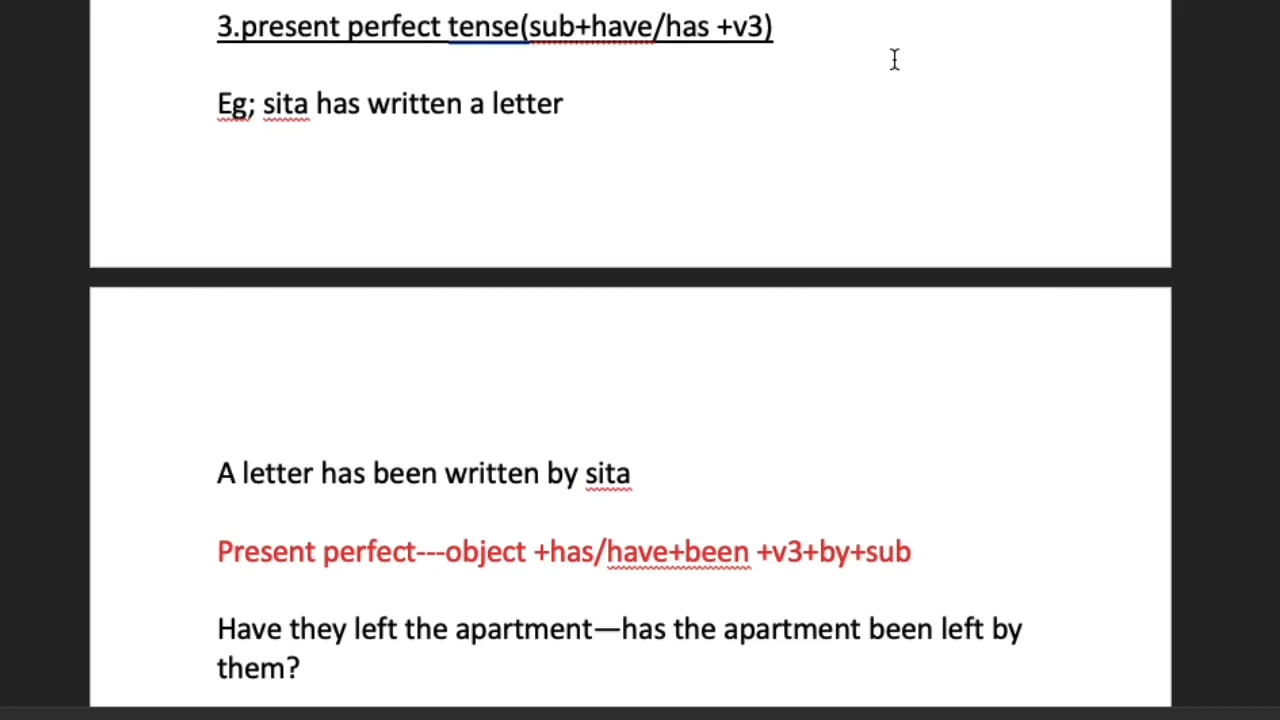 3.present perfect tense(sub+have/has +v3)
Eg; sita has written a letter
A letter has been written by sita
Present perfect---object +has/have+been +v3+by+sub
Have they left the apartment—has the apartment been left by
them?